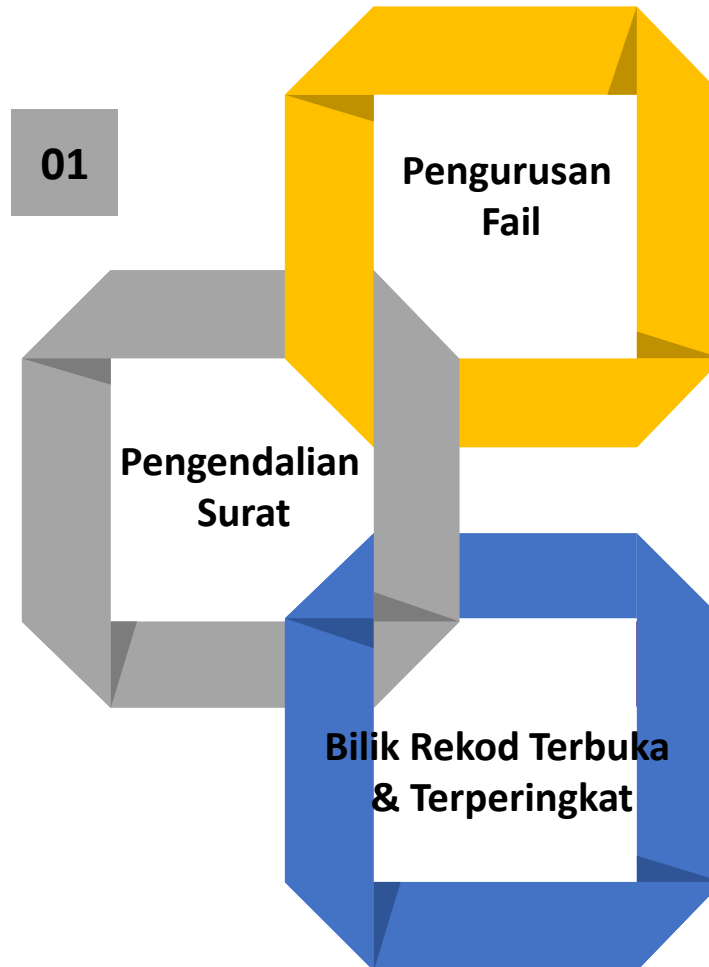 01
Pengurusan
Fail
Pengendalian
Surat
Bilik Rekod Terbuka
& Terperingkat